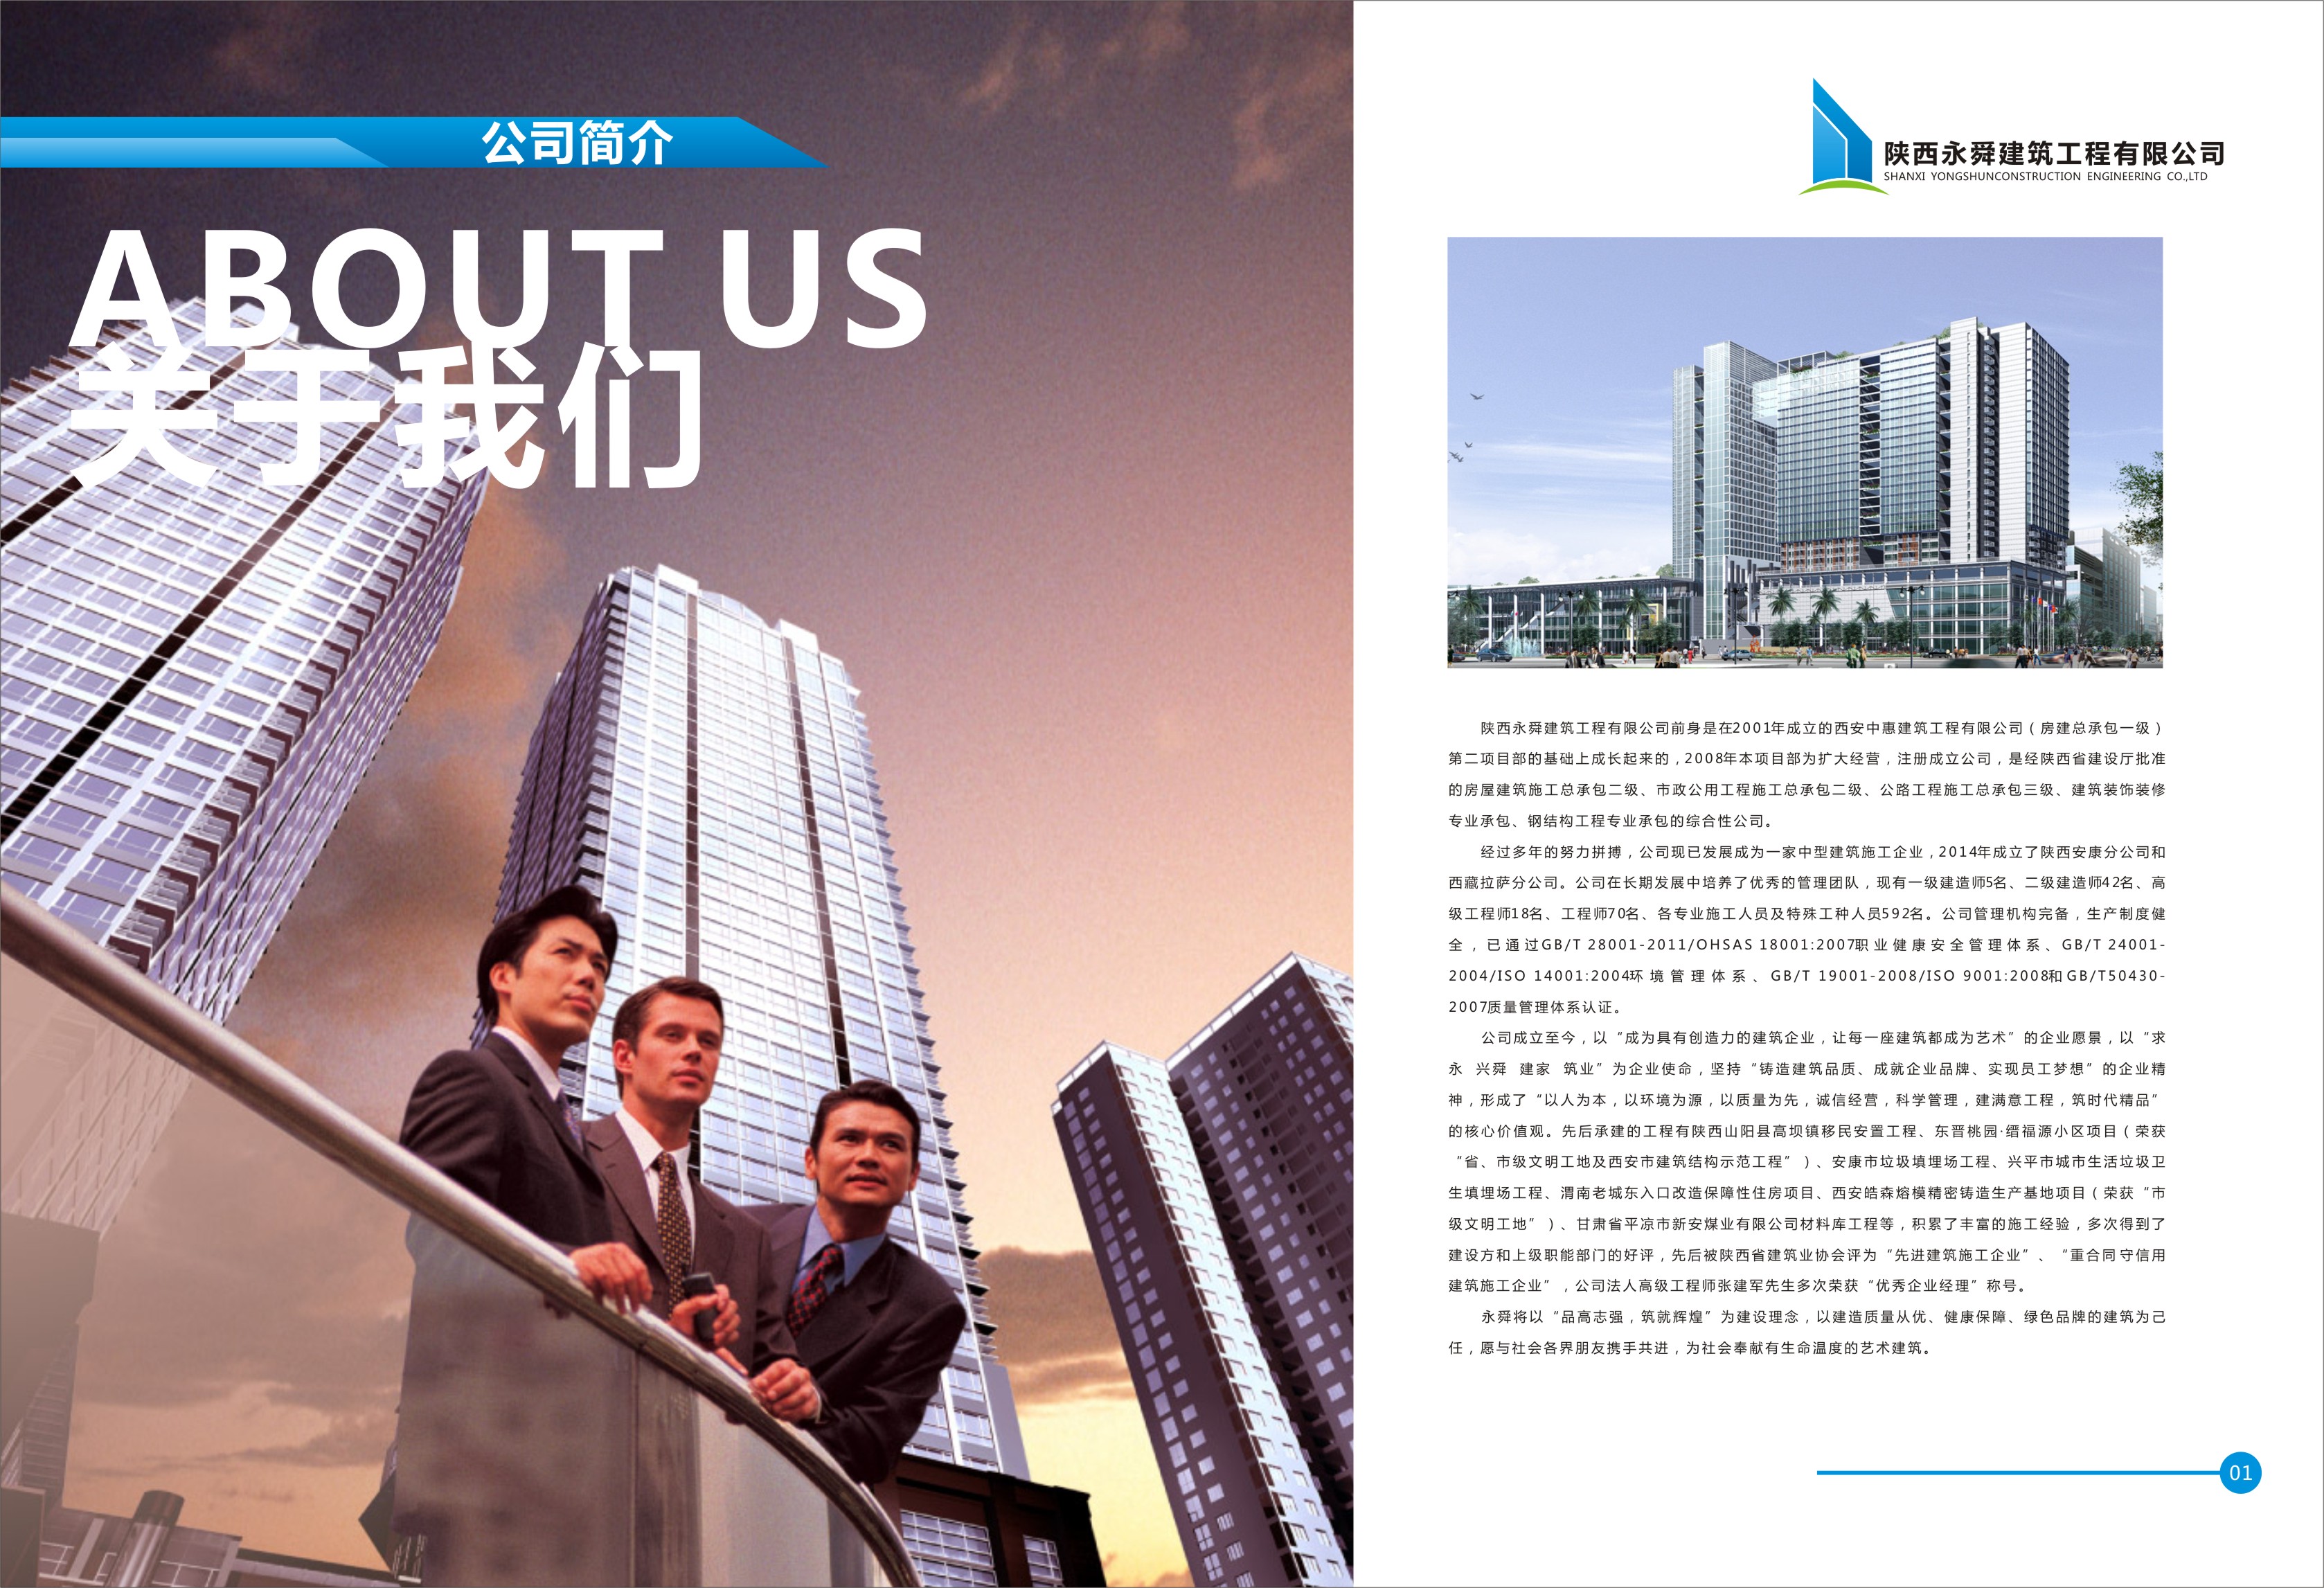 公司简介
ABOUT US
关于我们
陕西永舜建筑工程有限公司
SHANXI YONGSHUNCONSTRUCTION ENGINEERING CO.,LTD
陕西永舜建筑工程有限公司前身是在2001年成立的西安中惠建筑工程有限公司（房建总承包一级）
第二项目部的基础上成长起来的，2008年本项目部为扩大经营，注册成立公司，是经陕西省建设厅批准
的房屋建筑施工总承包二级、市政公用工程施工总承包二级、公路工程施工总承包三级、建筑装饰装修
专业承包、钢结构工程专业承包的综合性公司。
经过多年的努力拼搏，公司现已发展成为一家中型建筑施工企业，2014年成立了陕西安康分公司和
西藏拉萨分公司。公司在长期发展中培养了优秀的管理团队，现有一级建造师5名、二级建造师42名、高
级工程师18名、工程师70名、各专业施工人员及特殊工种人员592名。公司管理机构完备，生产制度健
全，已通过GB/T 28001-2011/OHSAS 18001:2007职业健康安全管理体系、GB/T 24001-
2004/ISO 14001:2004环境管理体系、GB/T 19001-2008/ISO 9001:2008和GB/T50430-
2007质量管理体系认证。
公司成立至今，以“成为具有创造力的建筑企业，让每一座建筑都成为艺术”的企业愿景，以“求
永 兴舜 建家 筑业”为企业使命，坚持“铸造建筑品质、成就企业品牌、实现员工梦想”的企业精
神，形成了“以人为本，以环境为源，以质量为先，诚信经营，科学管理，建满意工程，筑时代精品”
的核心价值观。先后承建的工程有陕西山阳县高坝镇移民安置工程、东晋桃园·缙福源小区项目（荣获
“省、市级文明工地及西安市建筑结构示范工程”）、安康市垃圾填埋场工程、兴平市城市生活垃圾卫
生填埋场工程、渭南老城东入口改造保障性住房项目、西安皓森熔模精密铸造生产基地项目（荣获“市
级文明工地”）、甘肃省平凉市新安煤业有限公司材料库工程等，积累了丰富的施工经验，多次得到了
建设方和上级职能部门的好评，先后被陕西省建筑业协会评为“先进建筑施工企业”、“重合同守信用
建筑施工企业”，公司法人高级工程师张建军先生多次荣获“优秀企业经理”称号。
永舜将以“品高志强，筑就辉煌”为建设理念，以建造质量从优、健康保障、绿色品牌的建筑为己
任，愿与社会各界朋友携手共进，为社会奉献有生命温度的艺术建筑。
01